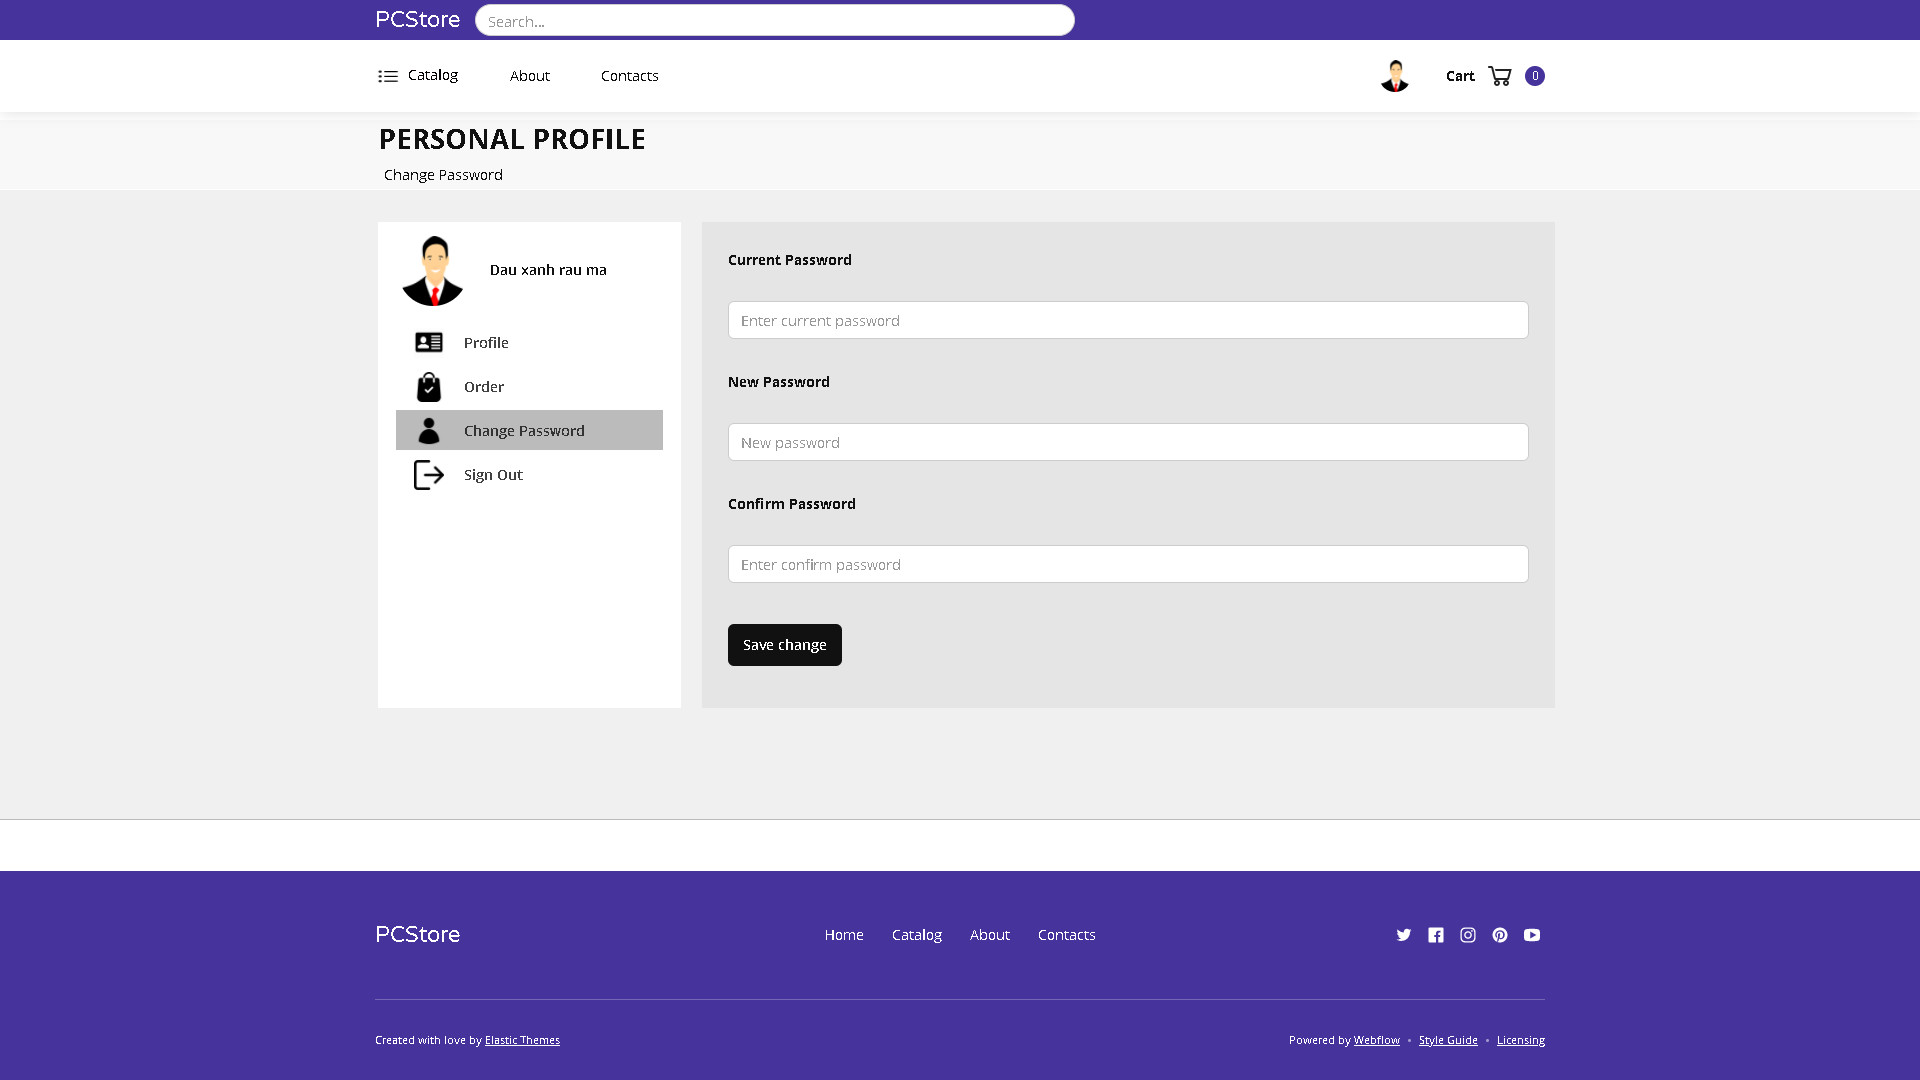 PCStore
Search...
Catalog
About
Contacts
Cart
0
PERSONAL PROFILE
Change Password
Dau xanh rau ma
Profile
Order
Change Password
Sign Out
Current Password
Enter current password
New Password
New password
Confirm Password
Enter confirm password
Save change
PCStore
Home
Catalog
About
Contacts
Created with love by Elastic Themes
Powered by Webflow • Style Guide • Licensing